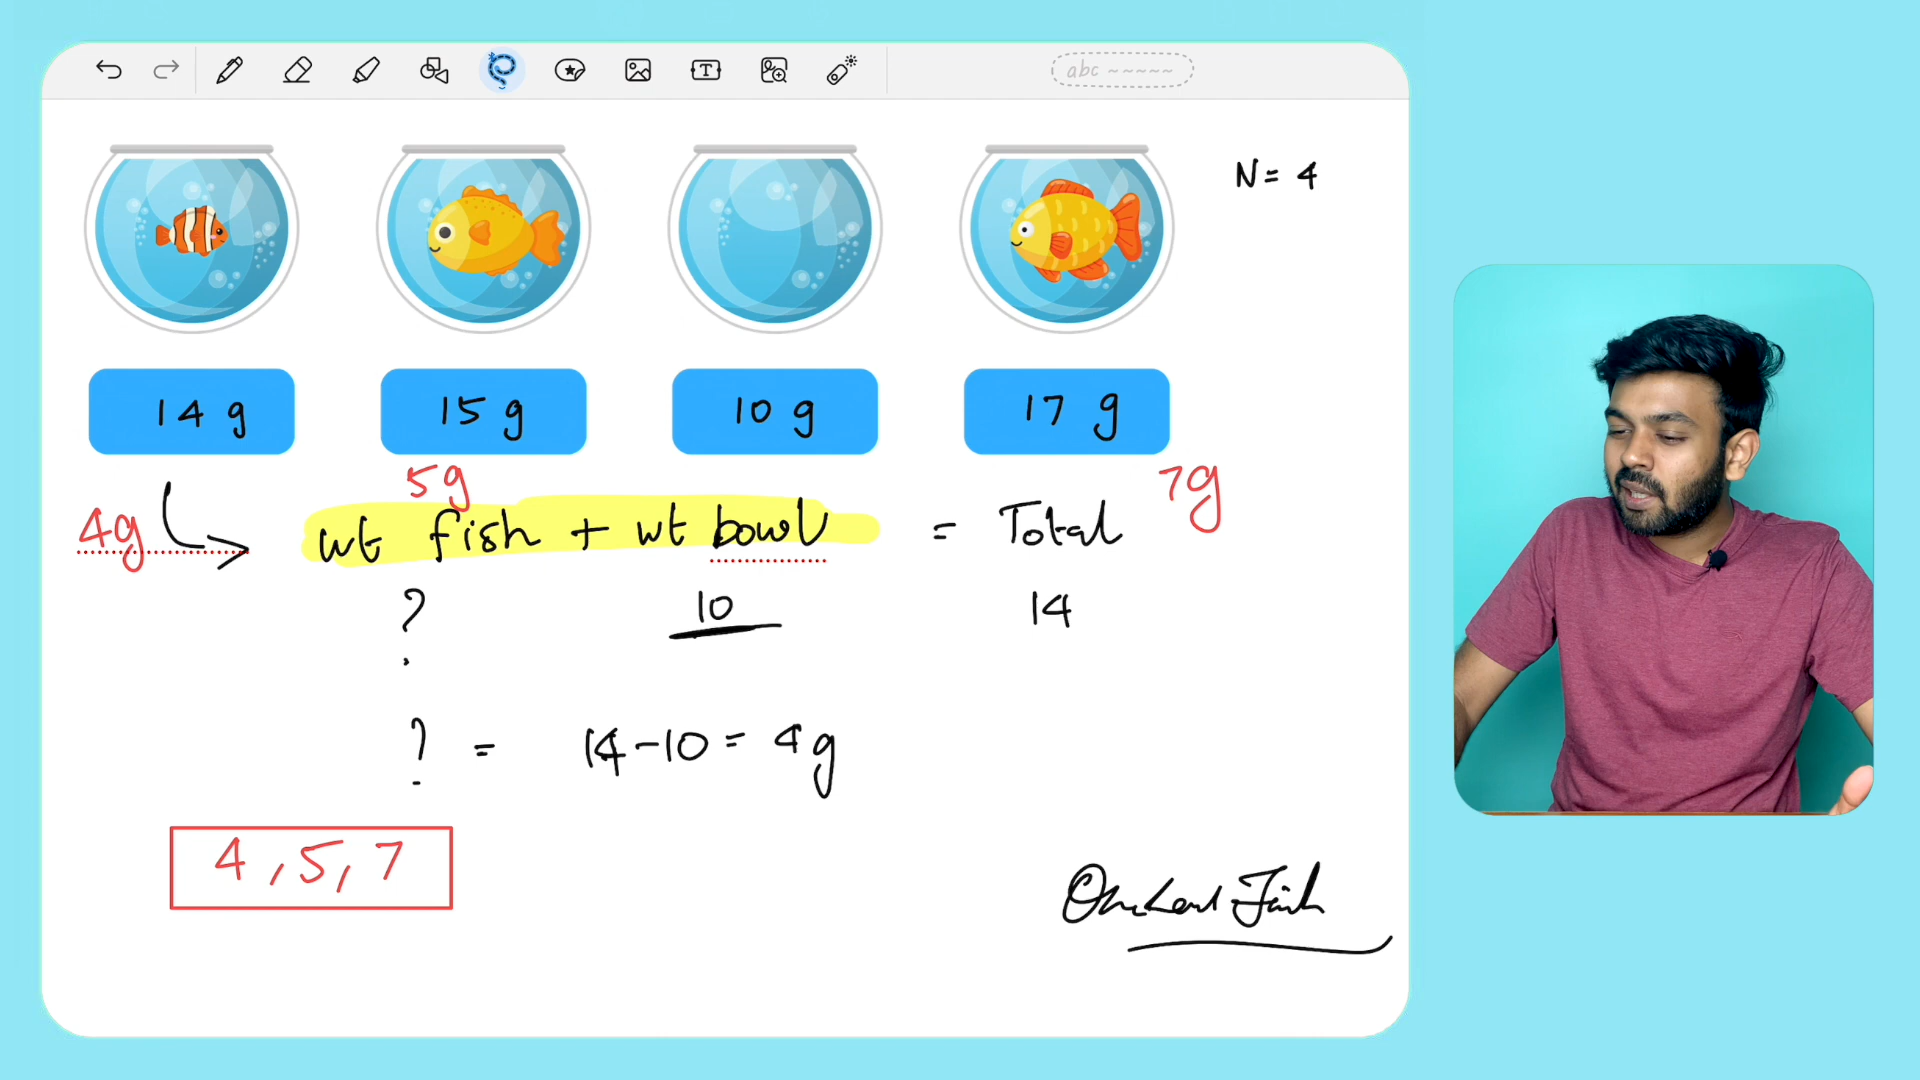 abc
N = 4
14 g
15 g
10 g
17 g
4g
5g
7g
wt fish + wt bowl = Total
? 10 14
? = 14-10 = 4g
4, 5, 7